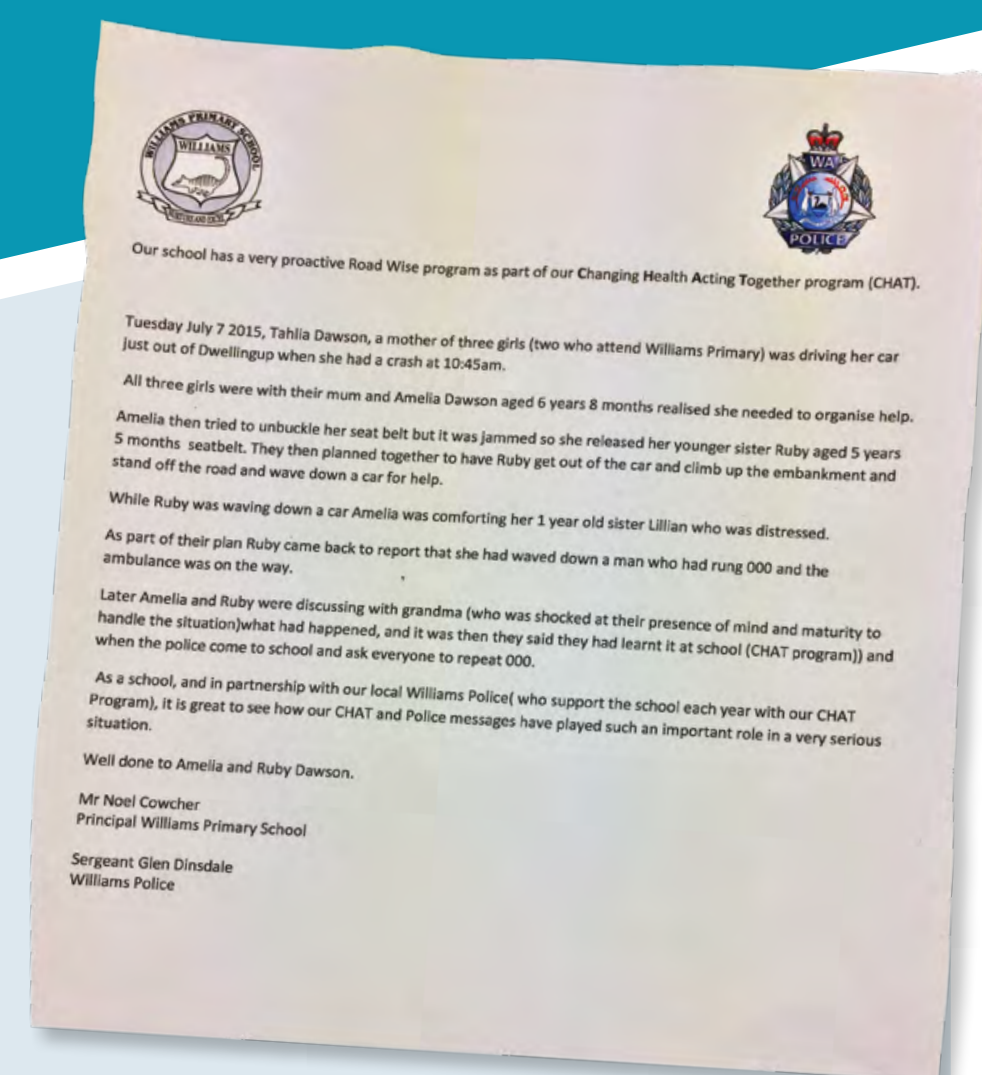 WILLIAMS PRIMARY SCHOOL
WILLIAMS
NURTURE AND EXCEL
WA
POLICE
Our school has a very proactive Road Wise program as part of our Changing Health Acting Together program (CHAT).
Tuesday July 7 2015, Tahlia Dawson, a mother of three girls (two who attend Williams Primary) was driving her car
just out of Dwellingup when she had a crash at 10:45am.
All three girls were with their mum and Amelia Dawson aged 6 years 8 months realised she needed to organise help.
Amelia then tried to unbuckle her seat belt but it was jammed so she released her younger sister Ruby aged 5 years
5 months seatbelt. They then planned together to have Ruby get out of the car and climb up the embankment and
stand off the road and wave down a car for help.
While Ruby was waving down a car Amelia was comforting her 1 year old sister Lillian who was distressed.
As part of their plan Ruby came back to report that she had waved down a man who had rung 000 and the
ambulance was on the way.
Later Amelia and Ruby were discussing with grandma (who was shocked at their presence of mind and maturity to
handle the situation)what had happened, and it was then they said they had learnt it at school (CHAT program)) and
when the police come to school and ask everyone to repeat 000.
As a school, and in partnership with our local Williams Police( who support the school each year with our CHAT
Program), it is great to see how our CHAT and Police messages have played such an important role in a very serious
situation.
Well done to Amelia and Ruby Dawson.
Mr Noel Cowcher
Principal Williams Primary School
Sergeant Glen Dinsdale
Williams Police